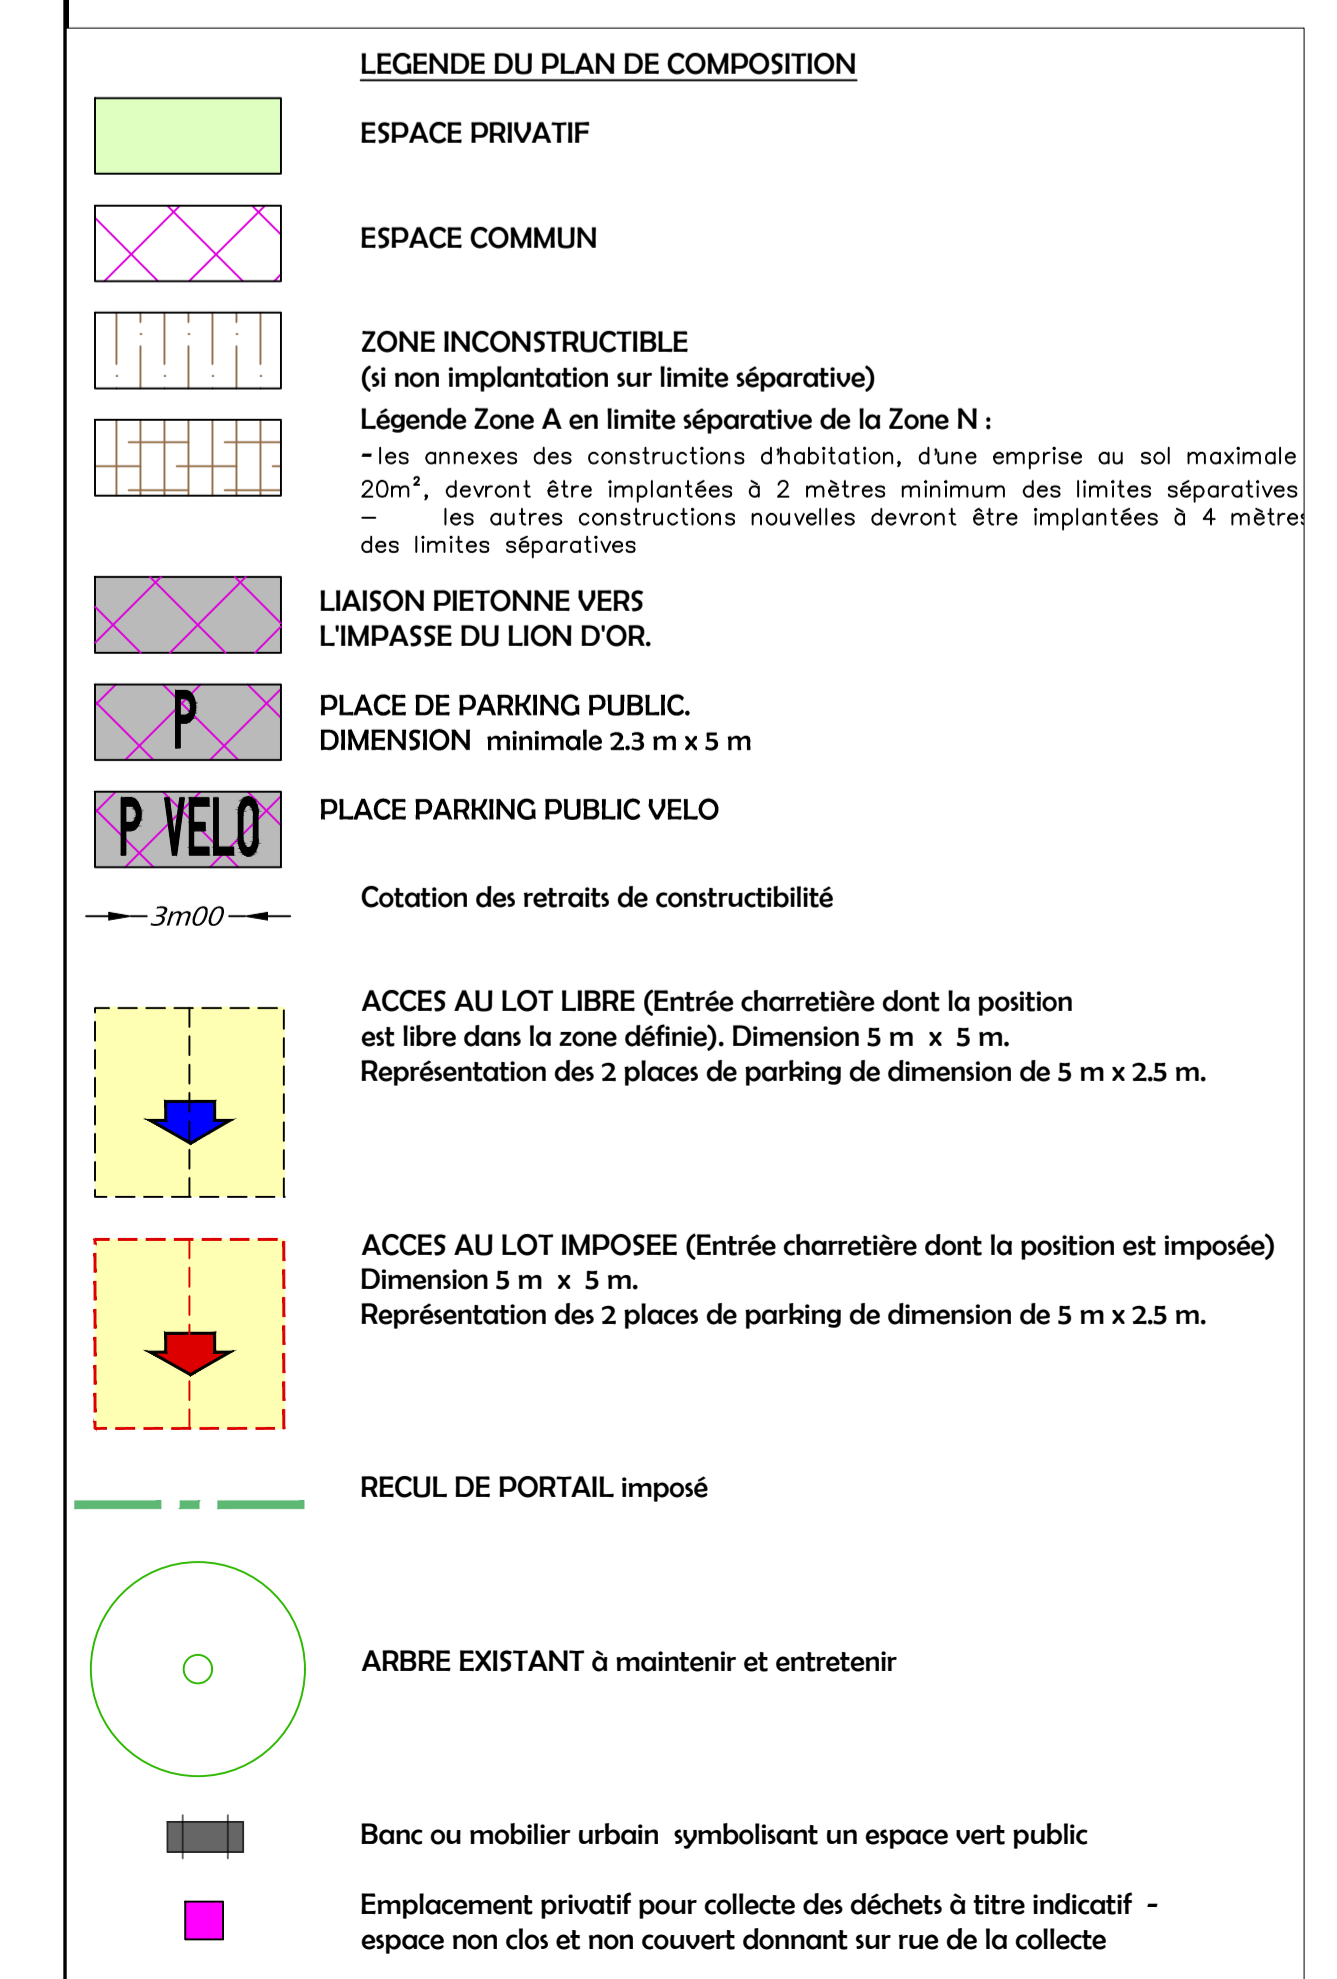 LEGENDE DU PLAN DE COMPOSITION
ESPACE PRIVATIF
ESPACE COMMUN
ZONE INCONSTRUCTIBLE
(si non implantation sur limite séparative)
Légende Zone A en limite séparative de la Zone N :
- les annexes des constructions d'habitation, d'une emprise au sol maximale
20m², devront être implantées à 2 mètres minimum des limites séparatives
– les autres constructions nouvelles devront être implantées à 4 mètres
des limites séparatives
LIAISON PIETONNE VERS
L'IMPASSE DU LION D'OR.
P
PLACE DE PARKING PUBLIC.
DIMENSION minimale 2.3 m x 5 m
P VELO
PLACE PARKING PUBLIC VELO
3m00
Cotation des retraits de constructibilité
ACCES AU LOT LIBRE (Entrée charretière dont la position
est libre dans la zone définie). Dimension 5 m x 5 m.
Représentation des 2 places de parking de dimension de 5 m x 2.5 m.
ACCES AU LOT IMPOSEE (Entrée charretière dont la position est imposée)
Dimension 5 m x 5 m.
Représentation des 2 places de parking de dimension de 5 m x 2.5 m.
RECUL DE PORTAIL imposé
ARBRE EXISTANT à maintenir et entretenir
Banc ou mobilier urbain symbolisant un espace vert public
Emplacement privatif pour collecte des déchets à titre indicatif -
espace non clos et non couvert donnant sur rue de la collecte